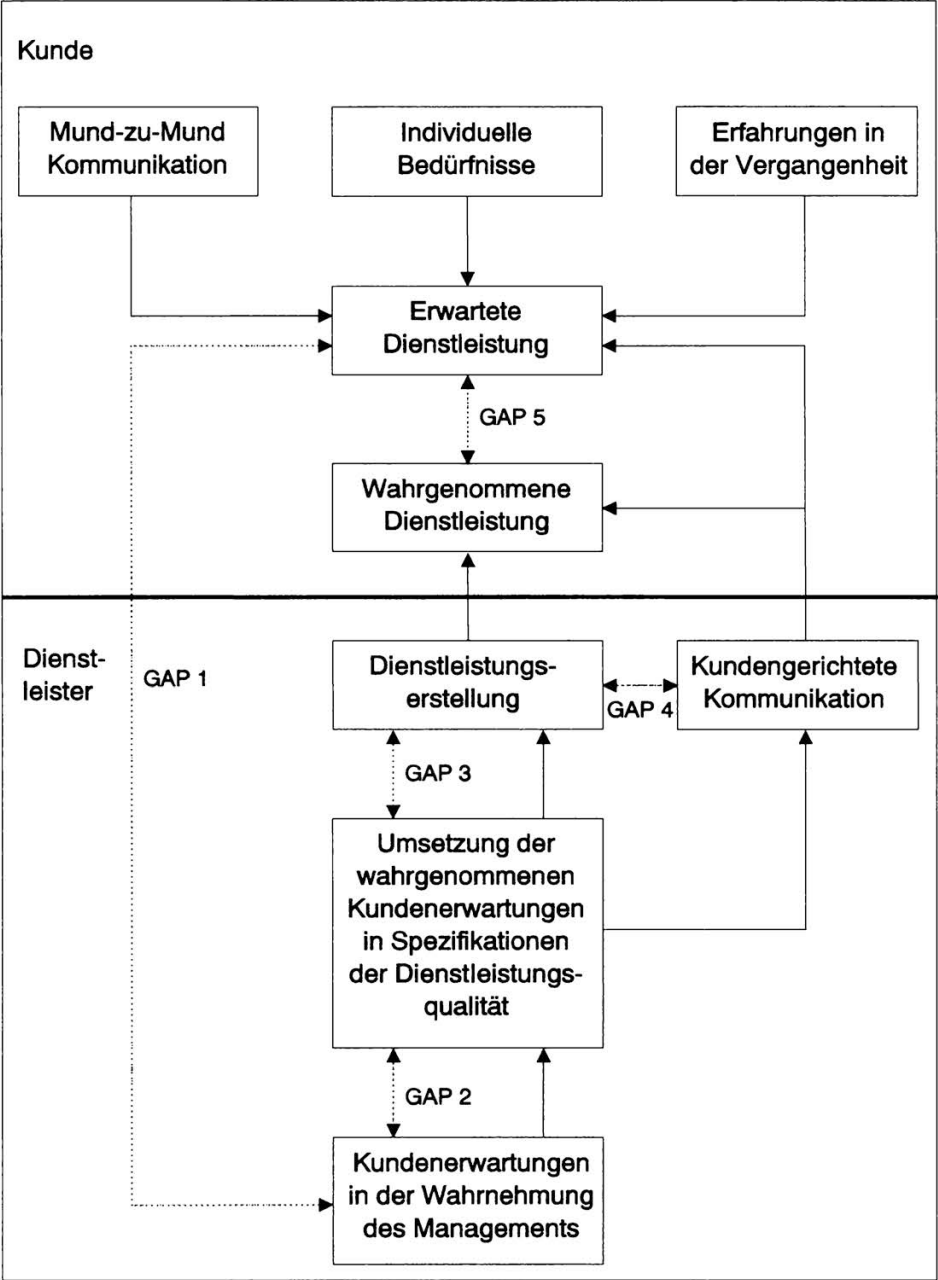 Kunde
Mund-zu-Mund
Kommunikation
Individuelle
Bedürfnisse
Erfahrungen in
der Vergangenheit
Erwartete
Dienstleistung
GAP 5
Wahrgenommene
Dienstleistung
Dienst-
leister
GAP 1
Dienstleistungs-
erstellung
GAP 4
Kundengerichtete
Kommunikation
GAP 3
Umsetzung der
wahrgenommenen
Kundenerwartungen
in Spezifikationen
der Dienstleistungs-
qualität
GAP 2
Kundenerwartungen
in der Wahrnehmung
des Managements